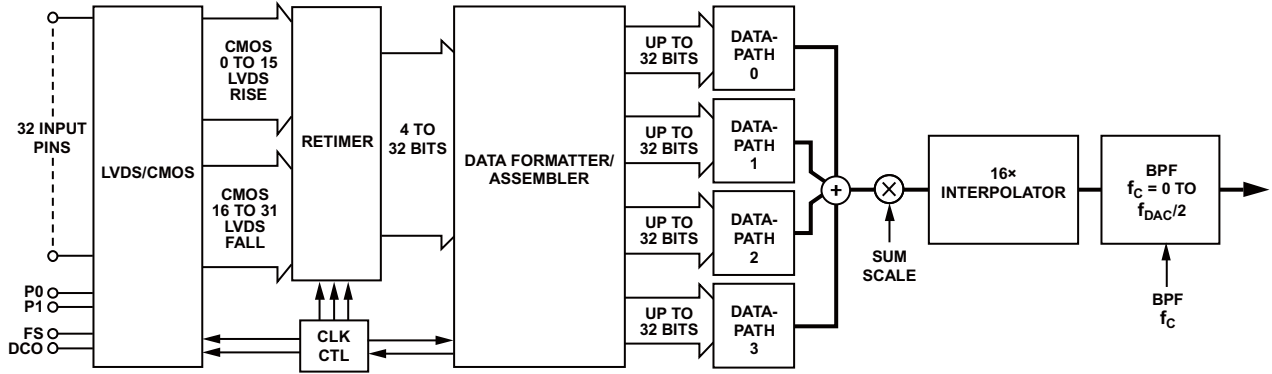 32 INPUT
PINS
P0
P1
FS
DCO
LVDS/CMOS
CMOS
0 TO 15
LVDS
RISE
CMOS
16 TO 31
LVDS
FALL
RETIMER
CLK
CTL
4 TO
32 BITS
DATA FORMATTER/
ASSEMBLER
UP TO
32 BITS
DATA-
PATH
0
UP TO
32 BITS
DATA-
PATH
1
UP TO
32 BITS
DATA-
PATH
2
UP TO
32 BITS
DATA-
PATH
3
+
×
SUM
SCALE
16×
INTERPOLATOR
BPF
fC = 0 TO
fDAC/2
BPF
fC